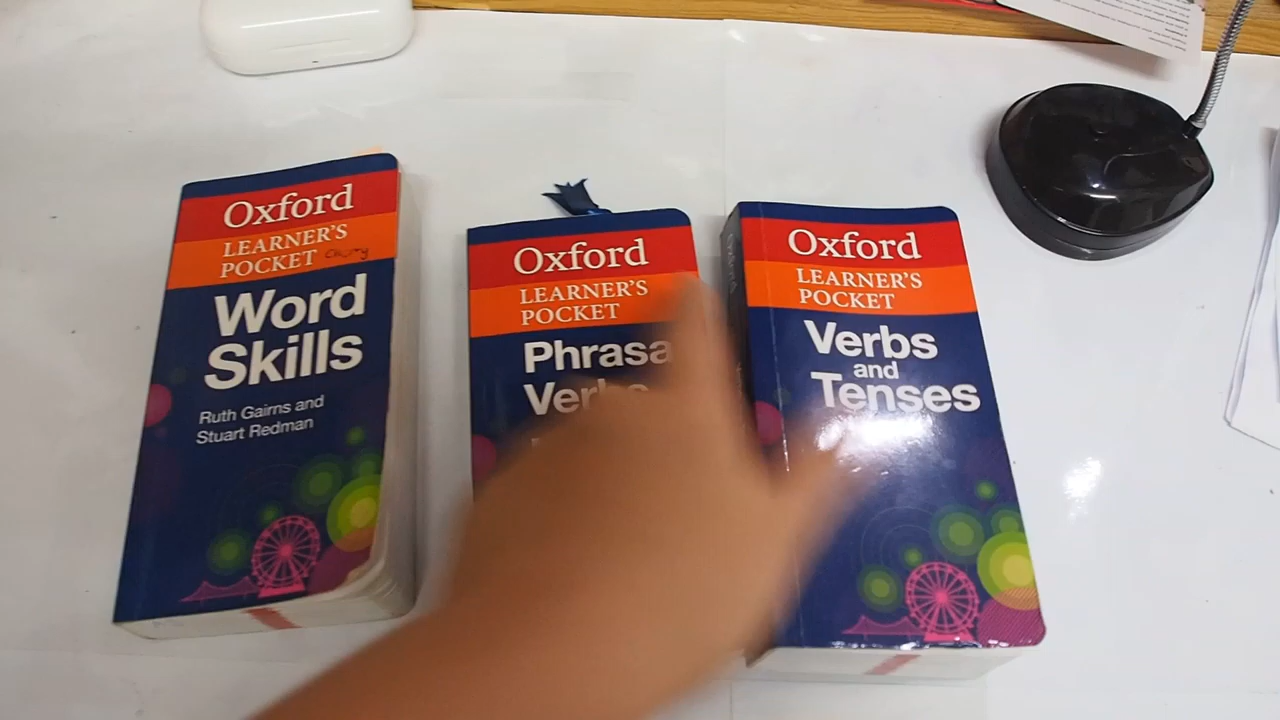 Oxford
LEARNER'S
POCKET
Word
Skills
Ruth Gairns and
Stuart Redman
Oxford
LEARNER'S
POCKET
Oxford
LEARNER'S
POCKET
Verbs
and
Tenses